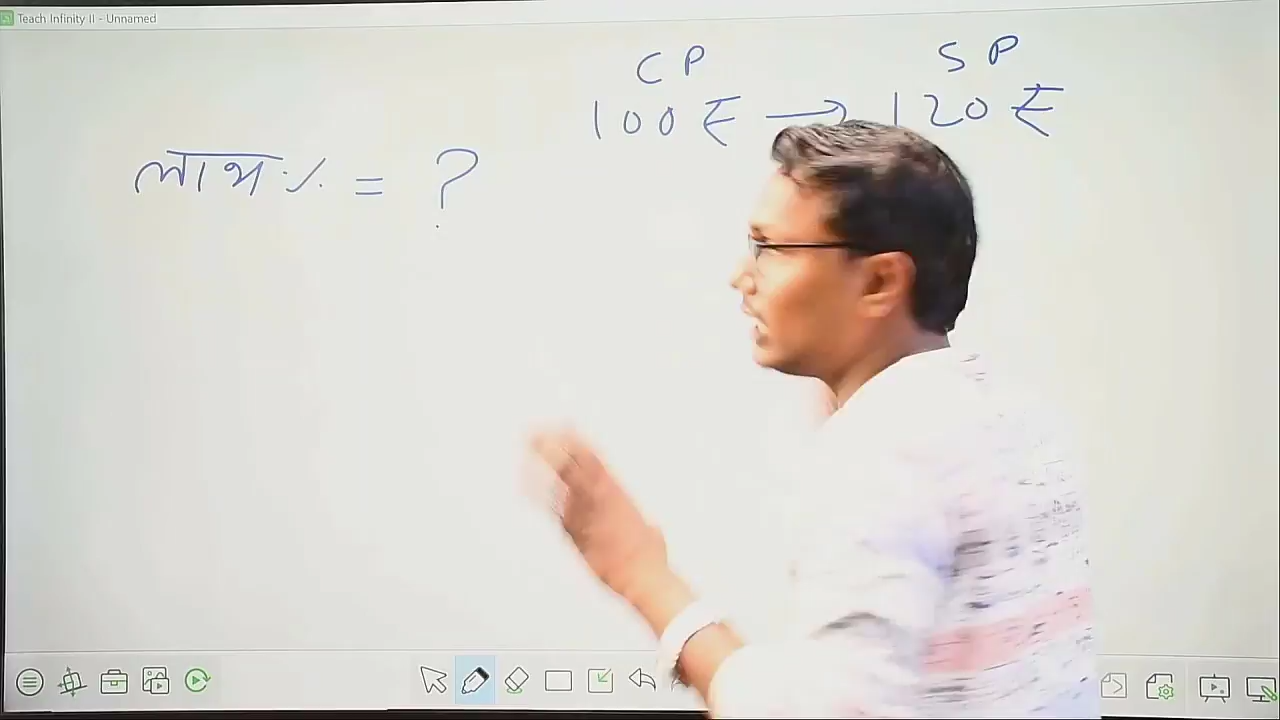 Teach Infinity II - Unnamed
CP SP
100 ₹ → 120 ₹
लाभ % = ?